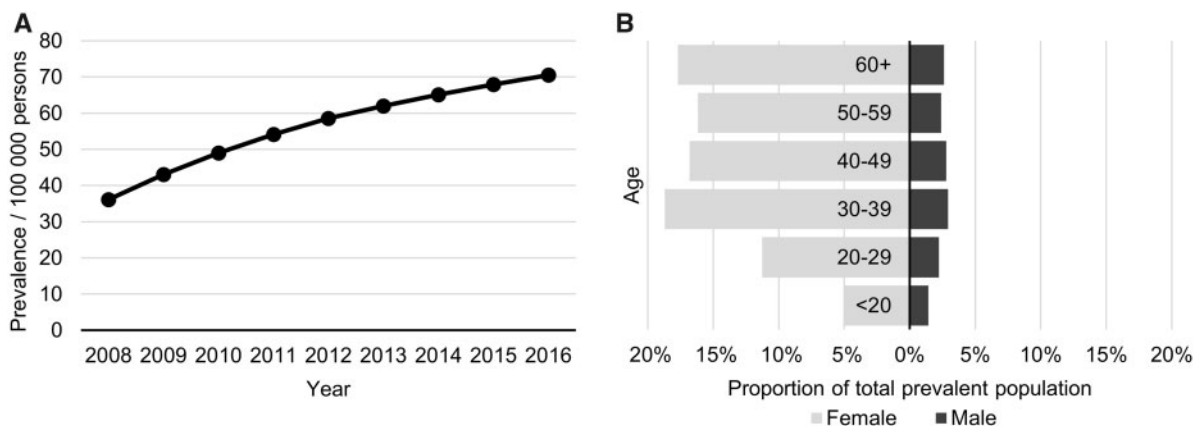 A
80
70
60
50
40
30
20
10
0
Prevalence / 100 000 persons
2008 2009 2010 2011 2012 2013 2014 2015 2016
Year
B
Age
60+
50-59
40-49
30-39
20-29
<20
20% 15% 10% 5% 0% 5% 10% 15% 20%
Proportion of total prevalent population
Female Male